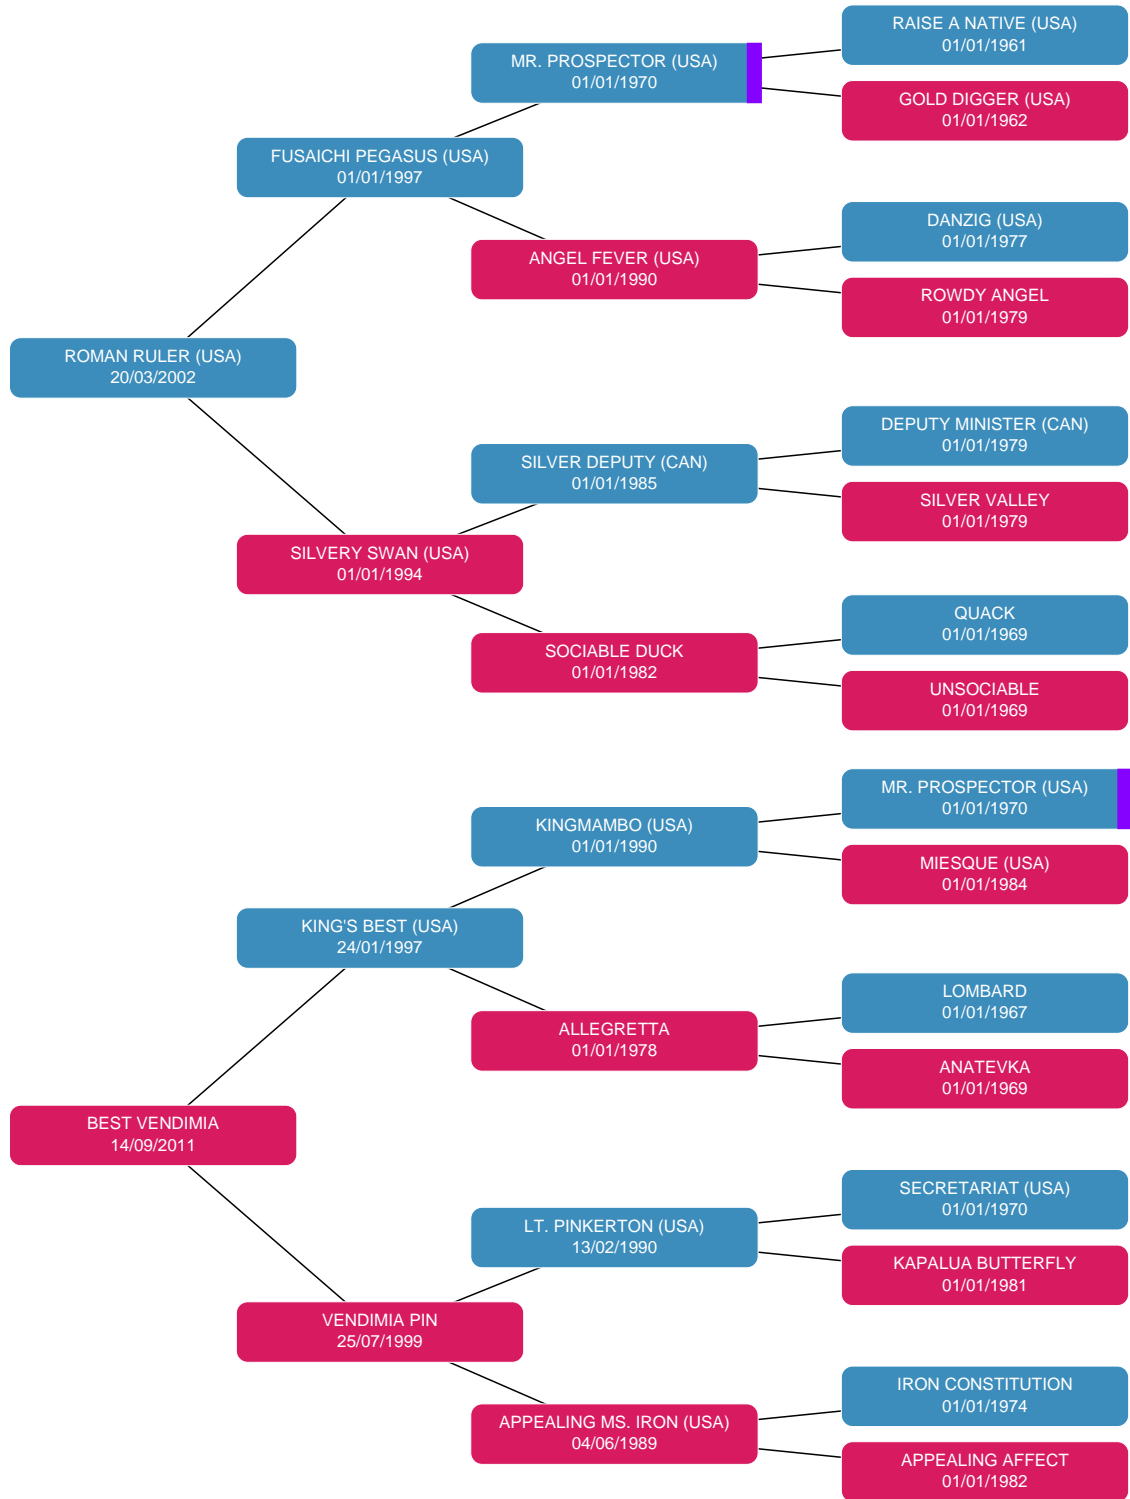 RAISE A NATIVE (USA)
01/01/1961
MR. PROSPECTOR (USA)
01/01/1970
GOLD DIGGER (USA)
01/01/1962
FUSAICHI PEGASUS (USA)
01/01/1997
DANZIG (USA)
01/01/1977
ANGEL FEVER (USA)
01/01/1990
ROWDY ANGEL
01/01/1979
ROMAN RULER (USA)
20/03/2002
DEPUTY MINISTER (CAN)
01/01/1979
SILVER DEPUTY (CAN)
01/01/1985
SILVER VALLEY
01/01/1979
SILVERY SWAN (USA)
01/01/1994
QUACK
01/01/1969
SOCIABLE DUCK
01/01/1982
UNSOCIABLE
01/01/1969
MR. PROSPECTOR (USA)
01/01/1970
KINGMAMBO (USA)
01/01/1990
MIESQUE (USA)
01/01/1984
KING'S BEST (USA)
24/01/1997
LOMBARD
01/01/1967
ALLEGRETTA
01/01/1978
ANATEVKA
01/01/1969
BEST VENDIMIA
14/09/2011
SECRETARIAT (USA)
01/01/1970
LT. PINKERTON (USA)
13/02/1990
KAPALUA BUTTERFLY
01/01/1981
VENDIMIA PIN
25/07/1999
IRON CONSTITUTION
01/01/1974
APPEALING MS. IRON (USA)
04/06/1989
APPEALING AFFECT
01/01/1982